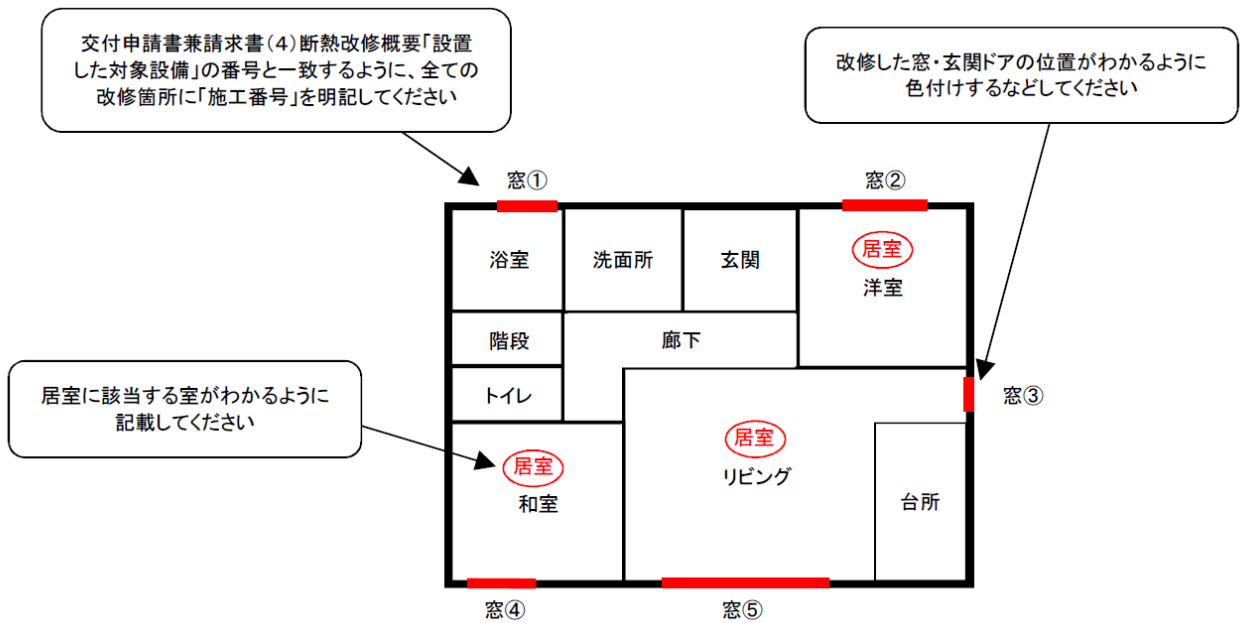 交付申請書兼請求書(4)断熱改修概要「設置
した対象設備」の番号と一致するように、全ての
改修箇所に「施工番号」を明記してください
改修した窓・玄関ドアの位置がわかるように
色付けするなどしてください
窓①
窓②
浴室
洗面所
玄関
居室
洋室
階段
廊下
トイレ
窓③
居室に該当する室がわかるように
記載してください
居室
和室
居室
リビング
台所
窓④
窓⑤